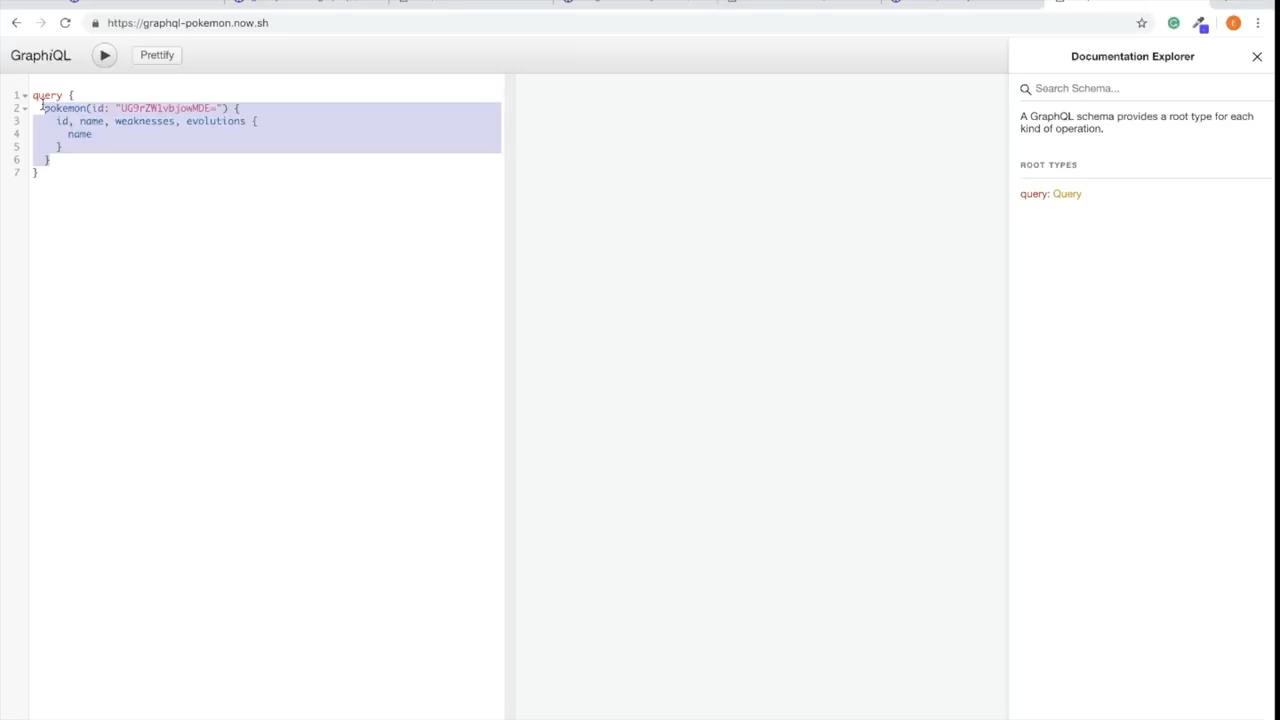 https://graphql-pokemon.now.sh
GraphiQL
Prettify
1 query {
2 pokemon(id: "UG9rZW1vbjowMDE=") {
3 id, name, weaknesses, evolutions {
4 name
5 }
6 }
7 }
Documentation Explorer
Search Schema...
A GraphQL schema provides a root type for each
kind of operation.
ROOT TYPES
query: Query